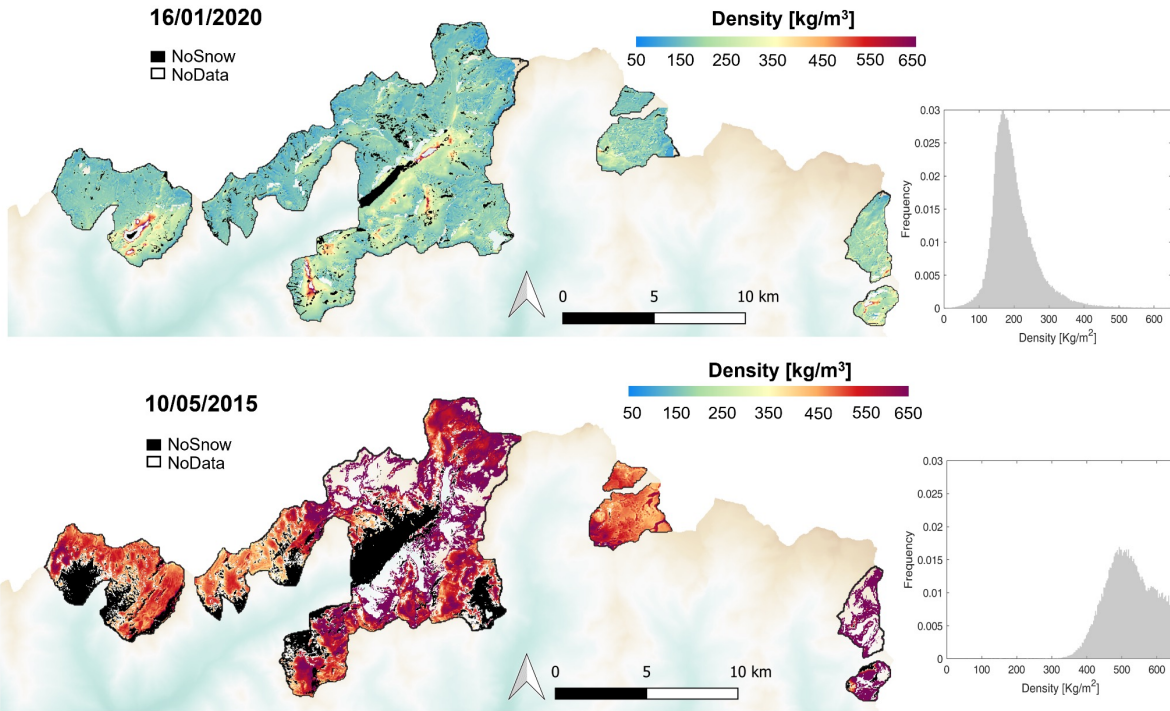 16/01/2020
NoSnow
NoData
Density [kg/m³]
50 150 250 350 450 550 650
0 5 10 km
0.03
0.025
0.02
0.015
0.01
0.005
0
Frequency
0 100 200 300 400 500 600
Density [Kg/m²]
10/05/2015
NoSnow
NoData
Density [kg/m³]
50 150 250 350 450 550 650
0 5 10 km
0.03
0.025
0.02
0.015
0.01
0.005
0
Frequency
0 100 200 300 400 500 600
Density [Kg/m²]